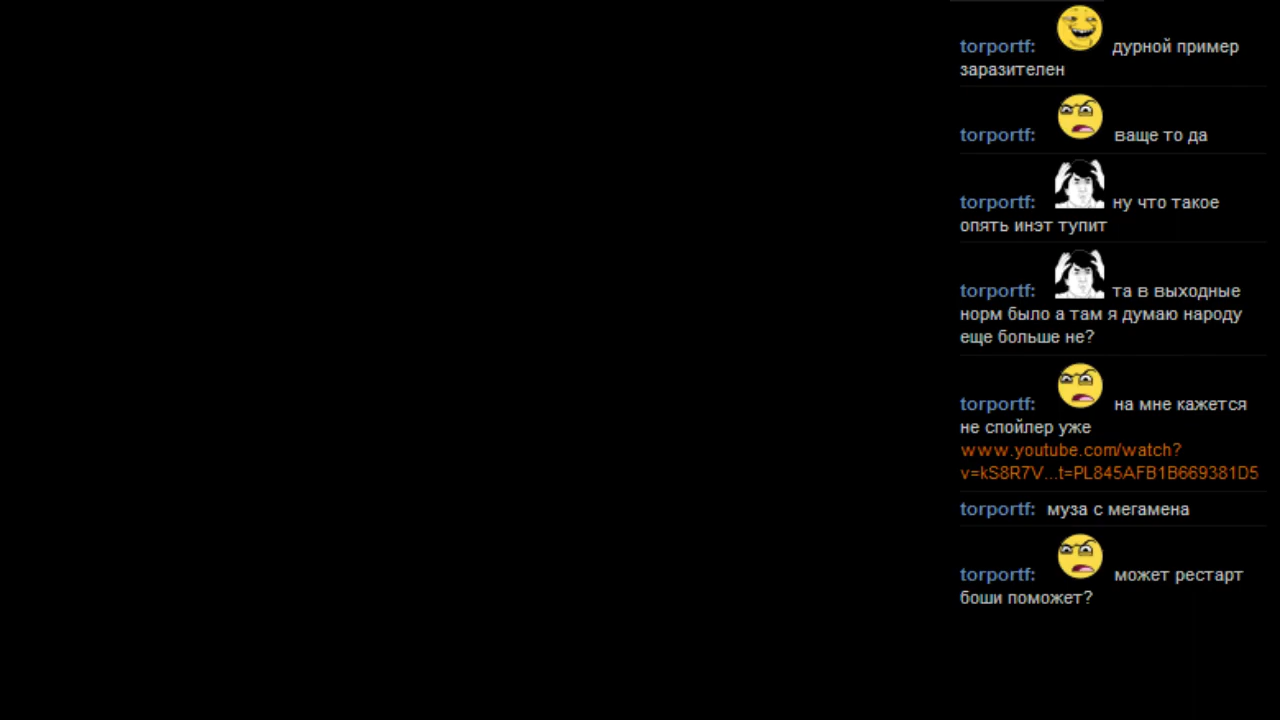 torportf: дурной пример
заразителен
torportf: ваще то да
torportf: ну что такое
опять инэт тупит
torportf: та в выходные
норм было а там я думаю народу
еще больше не?
torportf: на мне кажется
не спойлер уже
www.youtube.com/watch?
v=kS8R7V...t=PL845AFB1B669381D5
torportf: муза с мегамена
torportf: может рестарт
боши поможет?